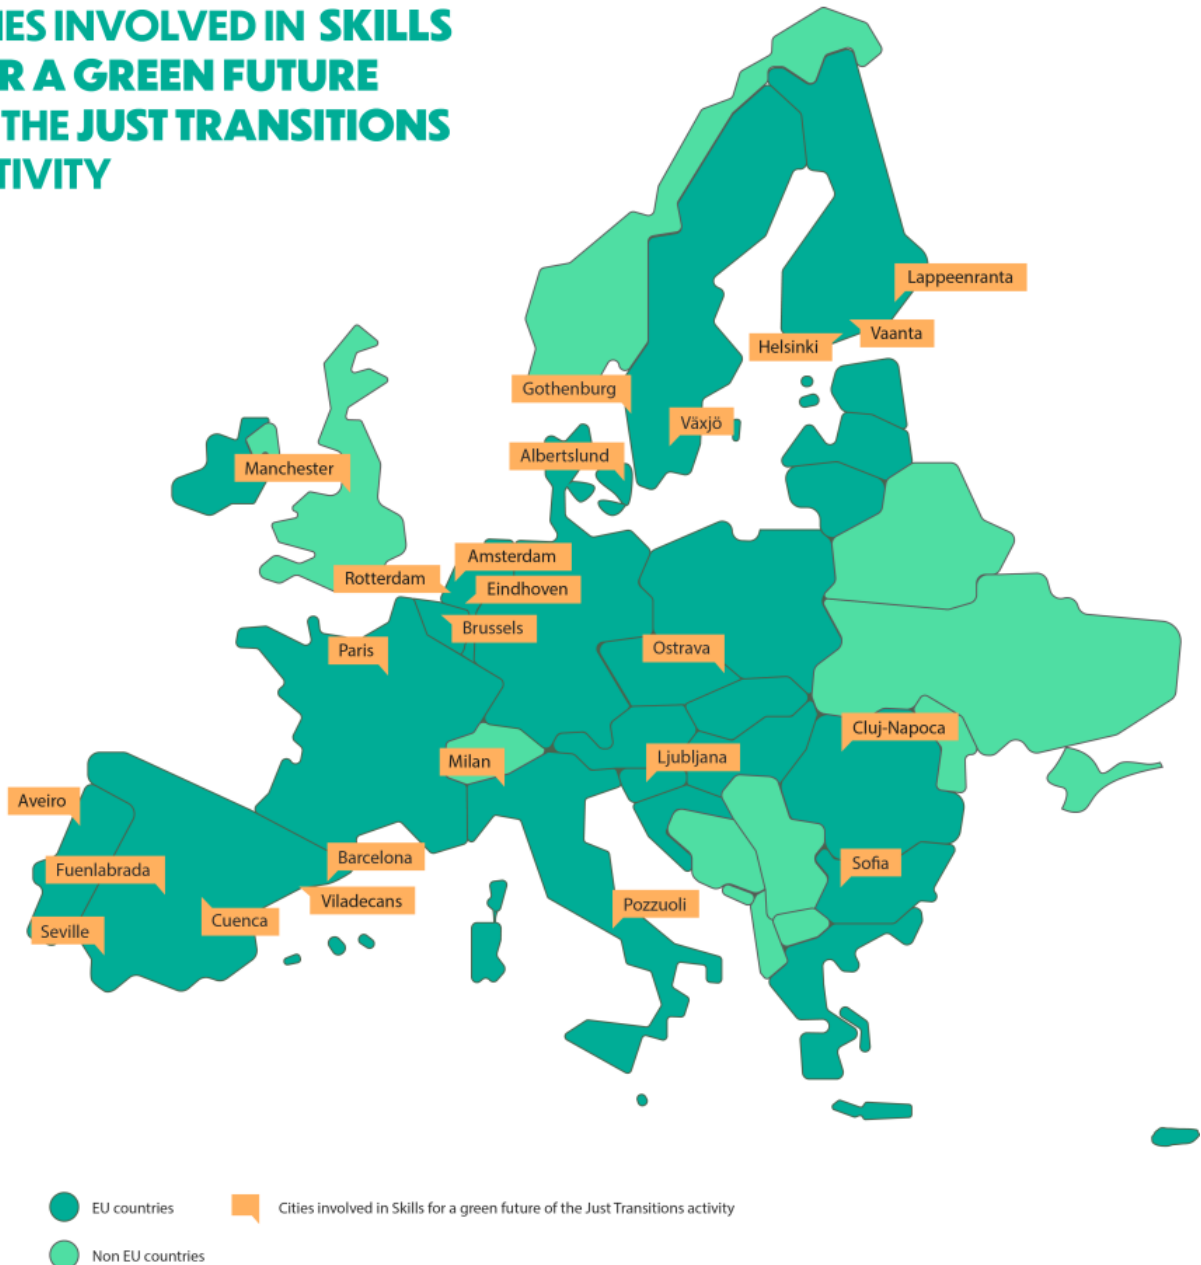 IES INVOLVED IN SKILLS
R A GREEN FUTURE
THE JUST TRANSITIONS
TIVITY
Lappeenranta
Vaanta
Helsinki
Gothenburg
Växjö
Albertslund
Manchester
Amsterdam
Rotterdam
Eindhoven
Brussels
Paris
Ostrava
Cluj-Napoca
Ljubljana
Milan
Aveiro
Barcelona
Sofia
Fuenlabrada
Viladecans
Pozzuoli
Cuenca
Seville
EU countries
Cities involved in Skills for a green future of the Just Transitions activity
Non EU countries